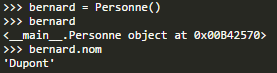 >>> bernard = Personne()
>>> bernard
<__main__.Personne object at 0x00B42570>
>>> bernard.nom
'Dupont'